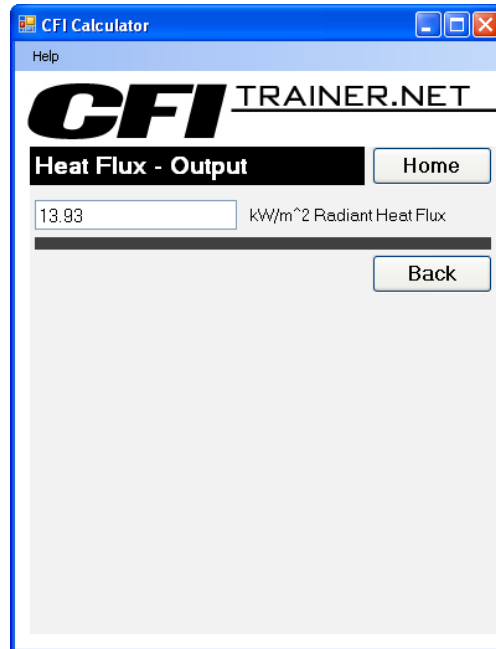 CFI Calculator
Help
CFI TRAINER.NET
Heat Flux - Output
Home
13.93 kW/m^2 Radiant Heat Flux
Back